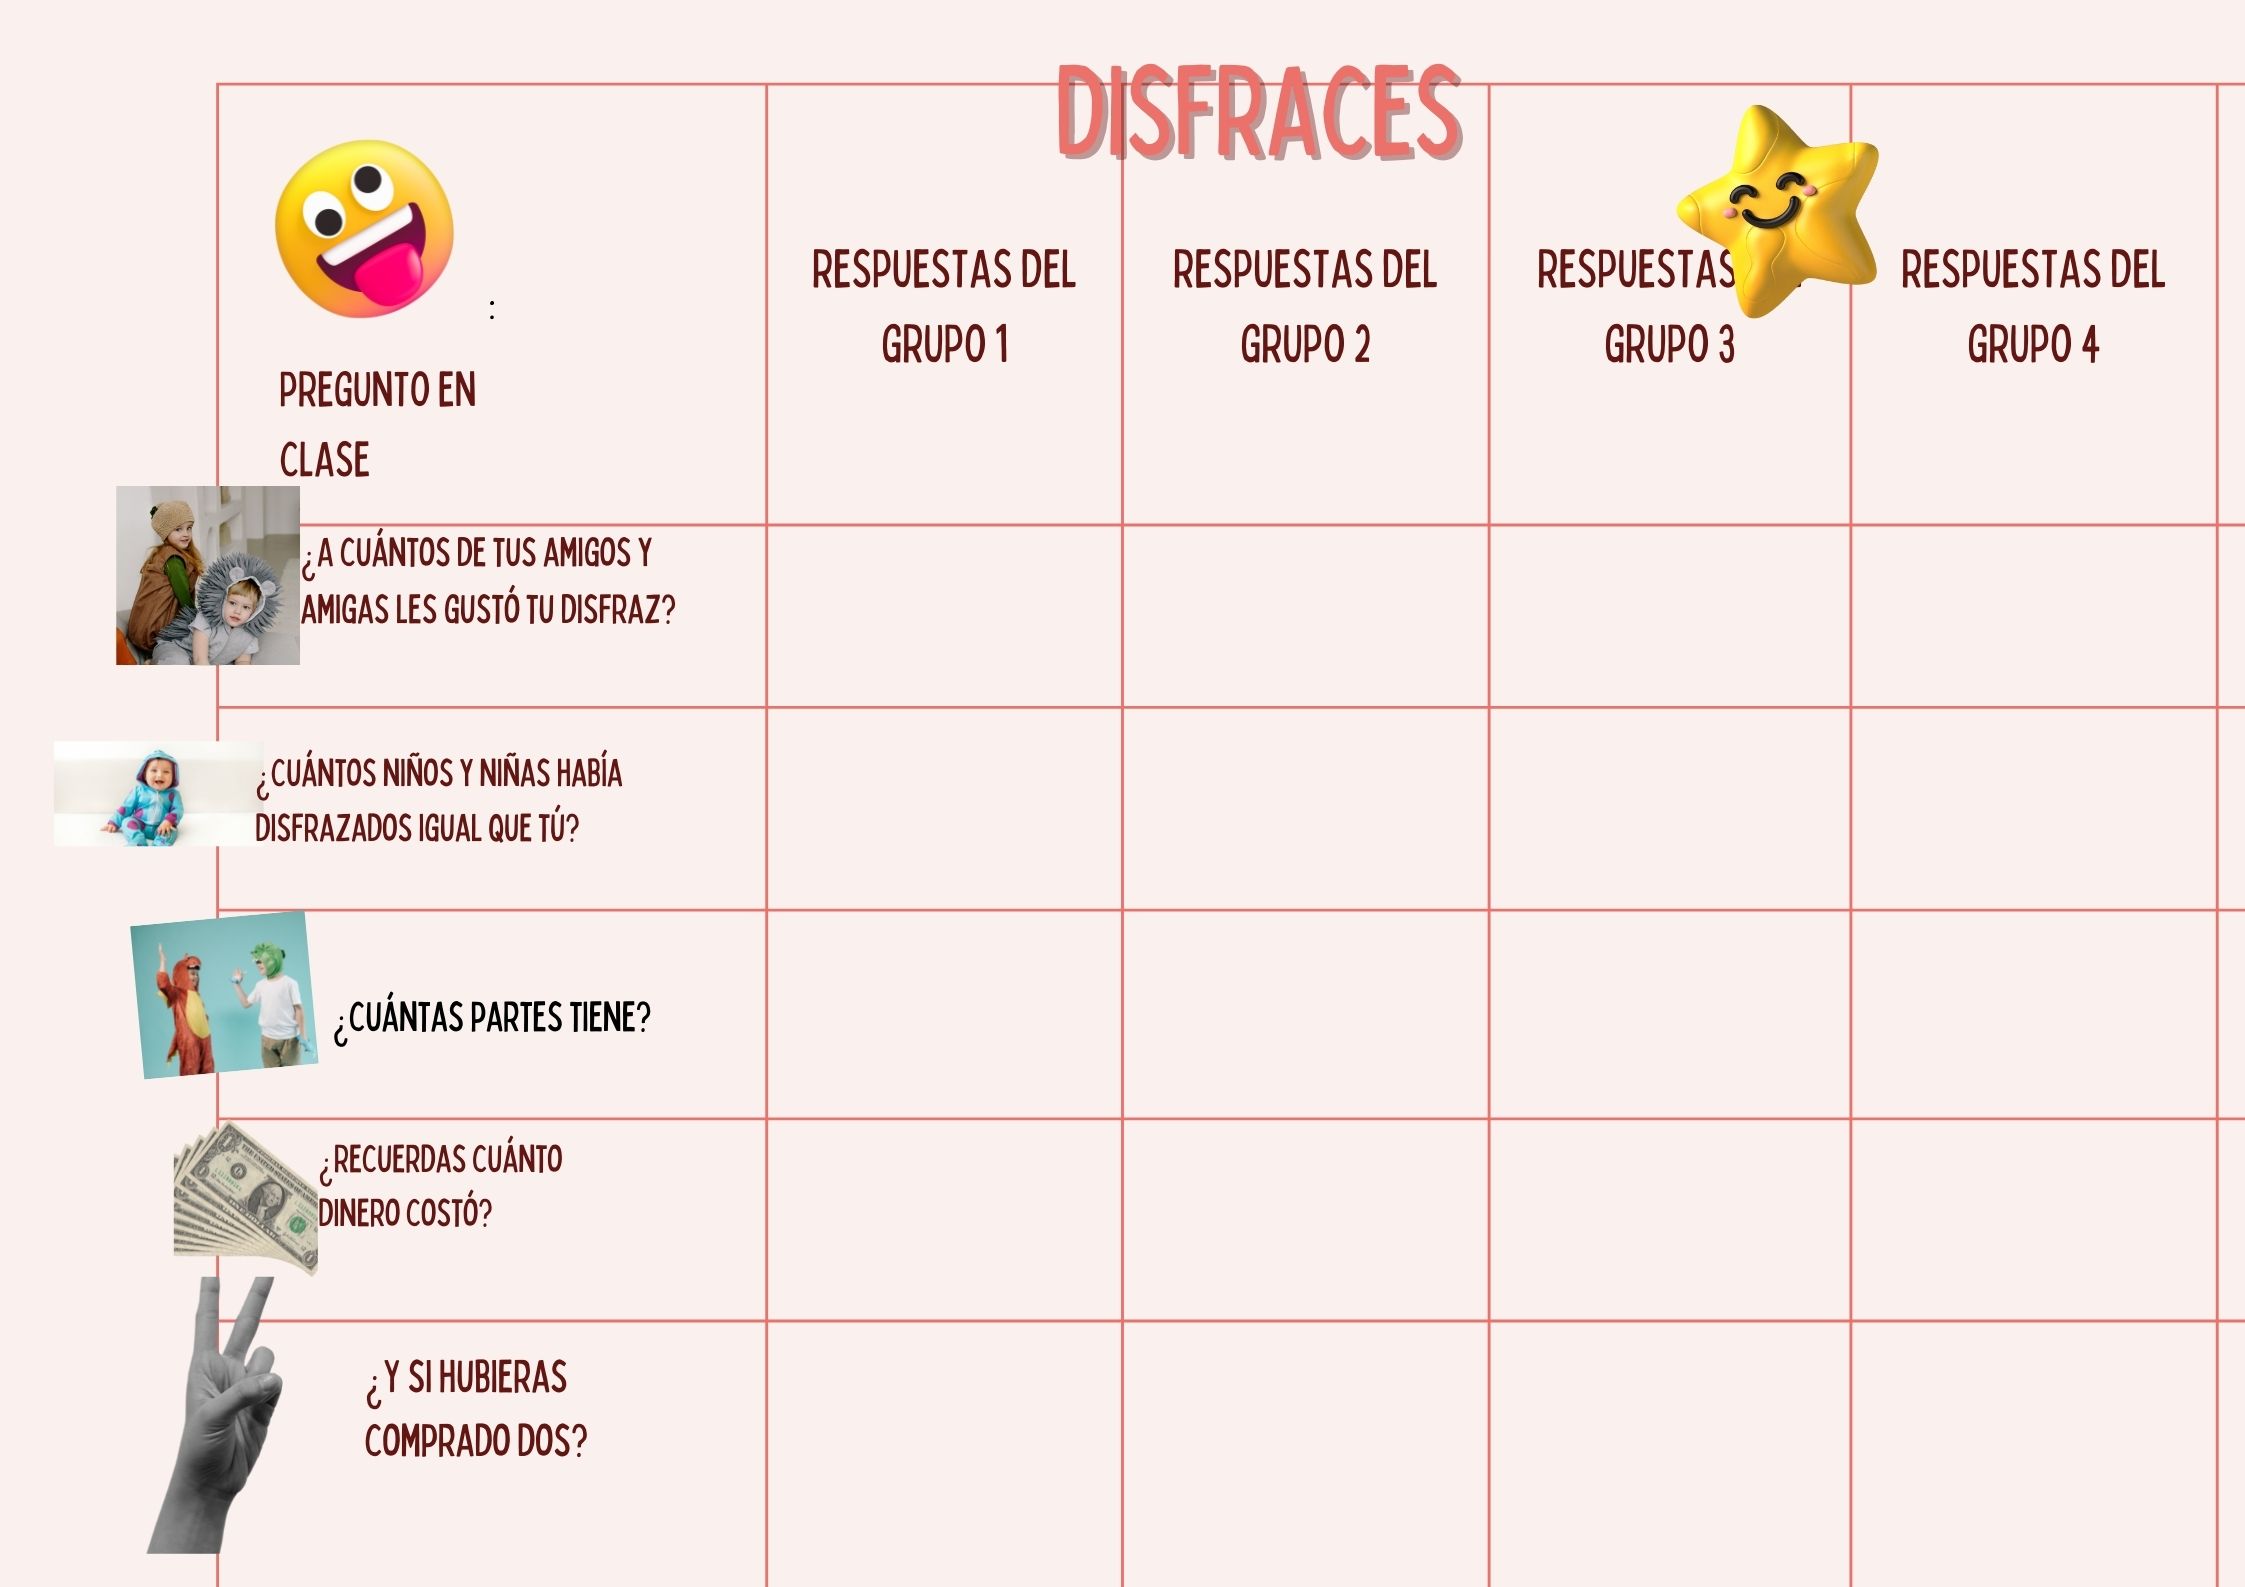 DISFRACES
:
PREGUNTO EN
CLASE
RESPUESTAS DEL
GRUPO 1
RESPUESTAS DEL
GRUPO 2
RESPUESTAS
GRUPO 3
RESPUESTAS DEL
GRUPO 4
¿A CUÁNTOS DE TUS AMIGOS Y
AMIGAS LES GUSTÓ TU DISFRAZ?
¿CUÁNTOS NIÑOS Y NIÑAS HABÍA
DISFRAZADOS IGUAL QUE TÚ?
¿CUÁNTAS PARTES TIENE?
¿RECUERDAS CUÁNTO
DINERO COSTÓ?
¿Y SI HUBIERAS
COMPRADO DOS?